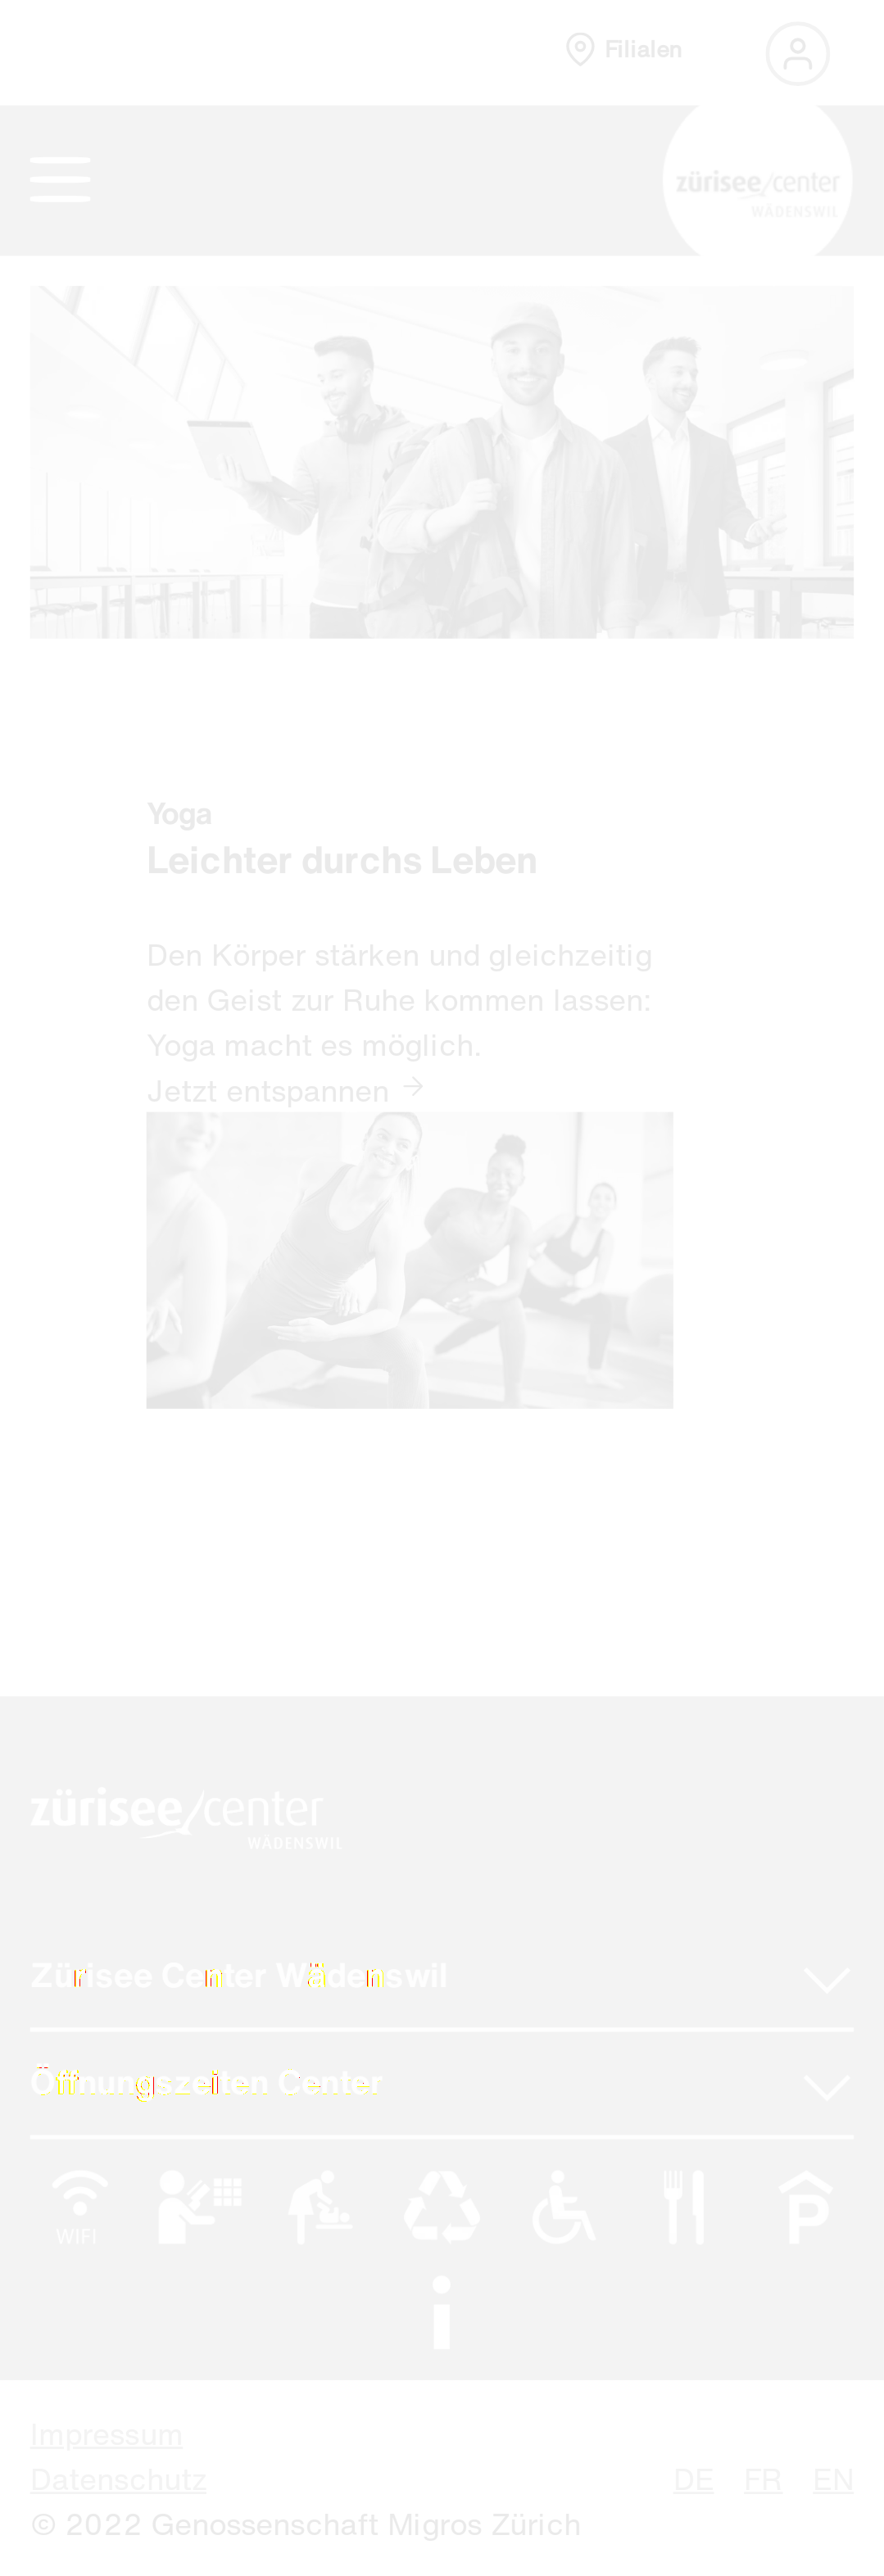 Filialen
zürisee/center
WÄDENSWIL
Yoga
Leichter durchs Leben
Den Körper stärken und gleichzeitig
den Geist zur Ruhe kommen lassen:
Yoga macht es möglich.
Jetzt entspannen →
zürisee/center
WÄDENSWIL
Zürisee Center Wädenswil
Öffnungszeiten Center
WIFI
P
i
Impressum
Datenschutz DE FR EN
© 2022 Genossenschaft Migros Zürich